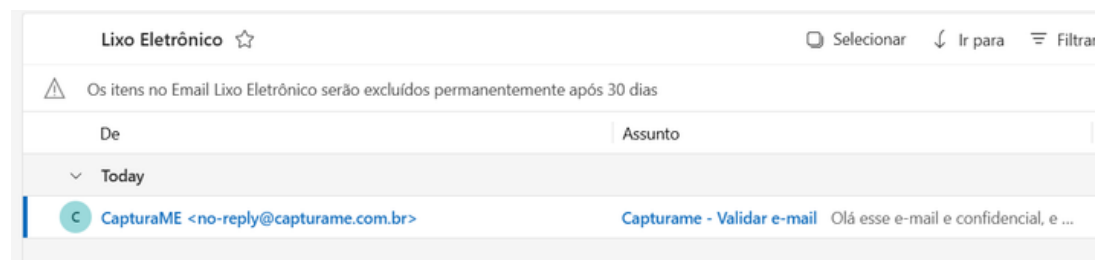 Lixo Eletrônico
Selecionar Ir para Filtrar
Os itens no Email Lixo Eletrônico serão excluídos permanentemente após 30 dias
De Assunto
Today
C CapturaME <no-reply@capturame.com.br> Capturame - Validar e-mail Olá esse e-mail e confidencial, e ...